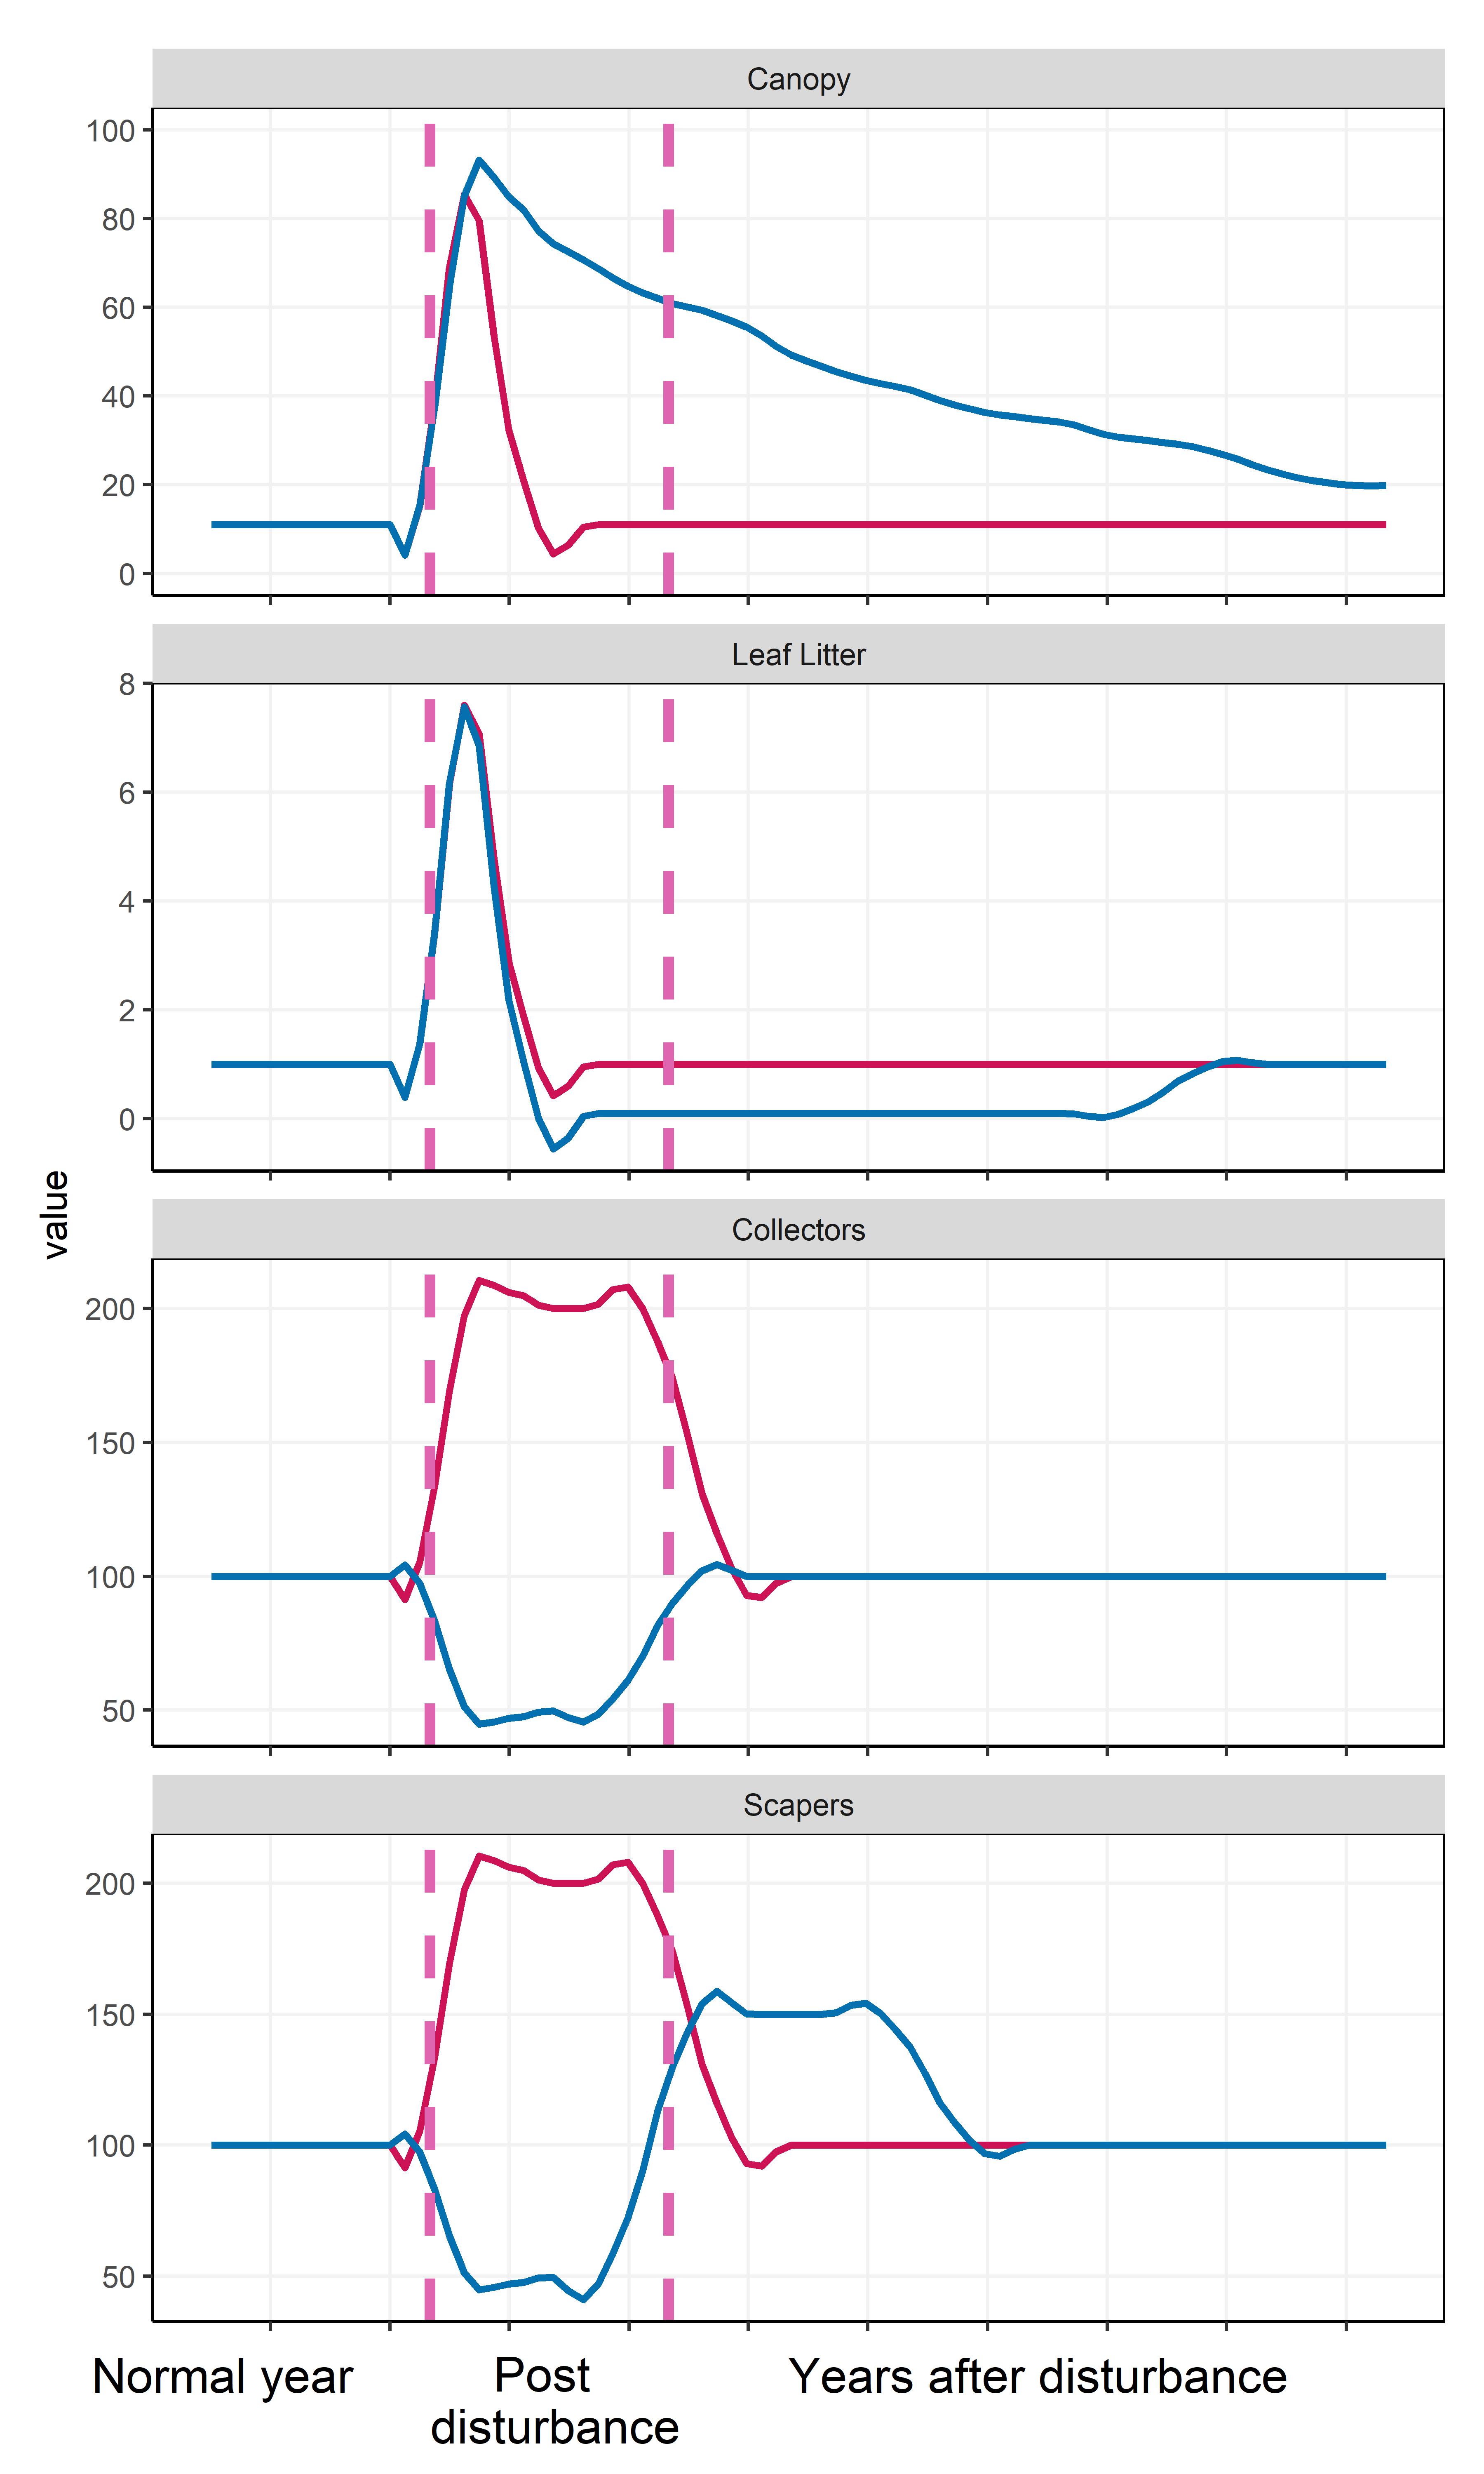 Canopy
100
80
60
40
20
0
Leaf Litter
8
6
4
2
0
value
Collectors
200
150
100
50
Scapers
200
150
100
50
Normal year
Post
disturbance
Years after disturbance